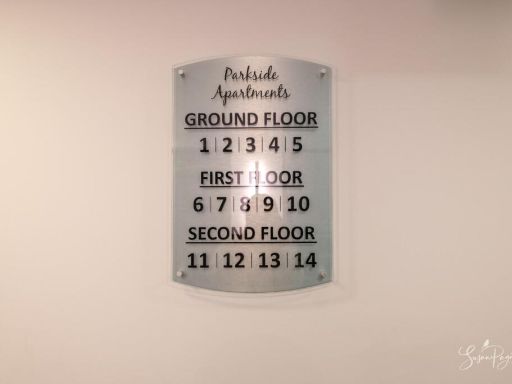 Parkside
Apartments
GROUND FLOOR
1 | 2 | 3 | 4 | 5
FIRST FLOOR
6 | 7 | 8 | 9 | 10
SECOND FLOOR
11 | 12 | 13 | 14